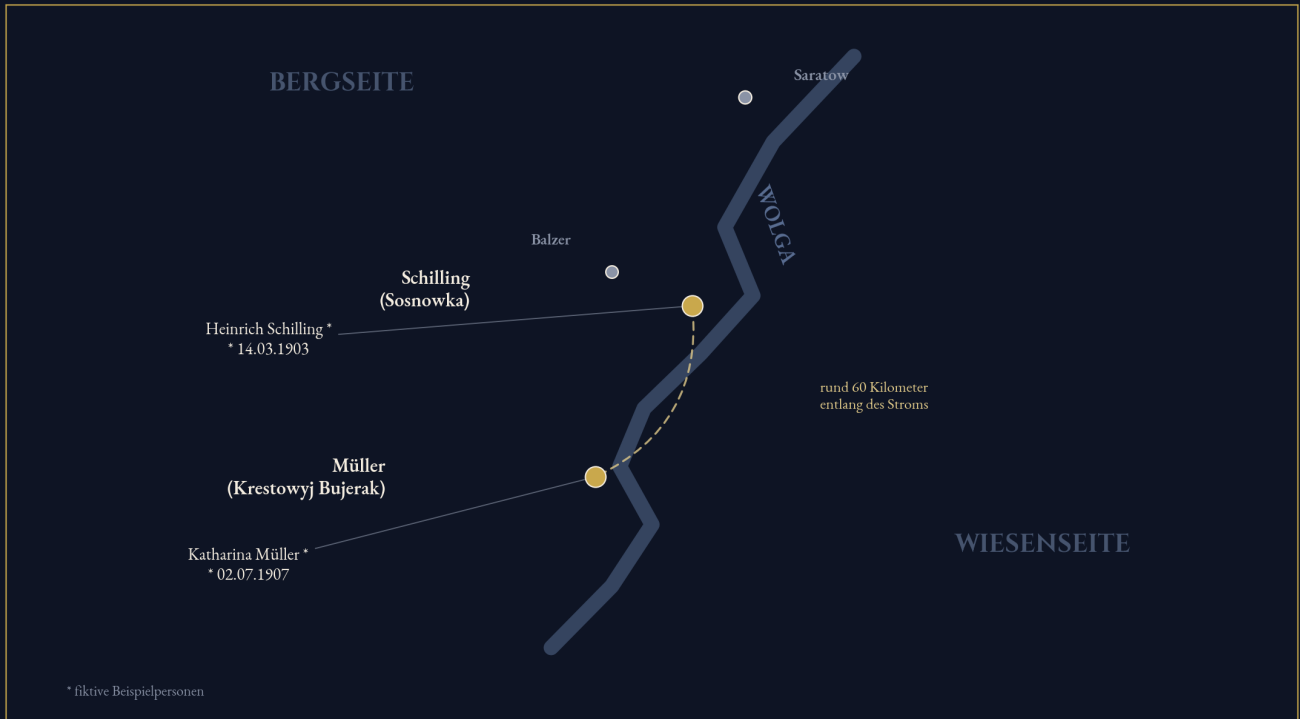 BERGSEITE
Saratow
WOLGA
Balzer
Schilling
(Sosnowka)
Heinrich Schilling *
* 14.03.1903
rund 60 Kilometer
entlang des Stroms
Müller
(Krestowyj Bujerak)
WIESENSEITE
Katharina Müller *
* 02.07.1907
* fiktive Beispielpersonen